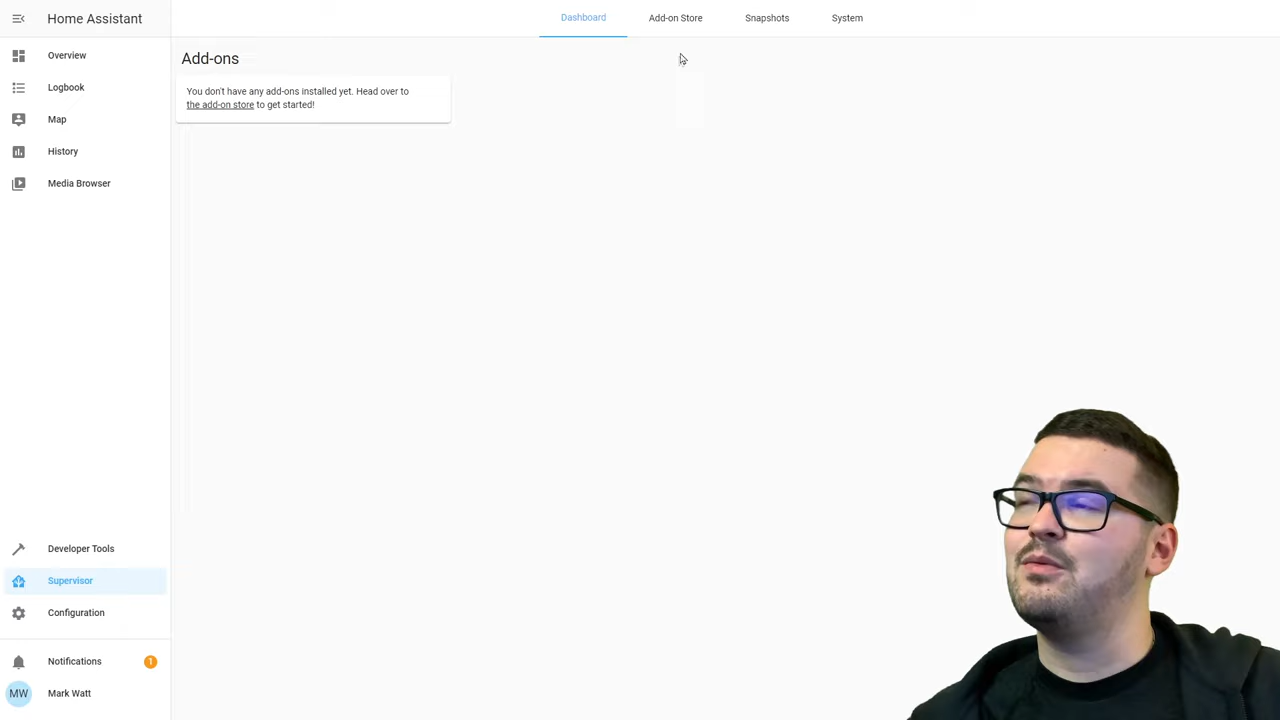 Home Assistant
Dashboard
Add-on Store
Snapshots
System
Overview
Logbook
Map
History
Media Browser
Add-ons
You don't have any add-ons installed yet. Head over to
the add-on store to get started!
Developer Tools
Supervisor
Configuration
Notifications
1
MW
Mark Watt